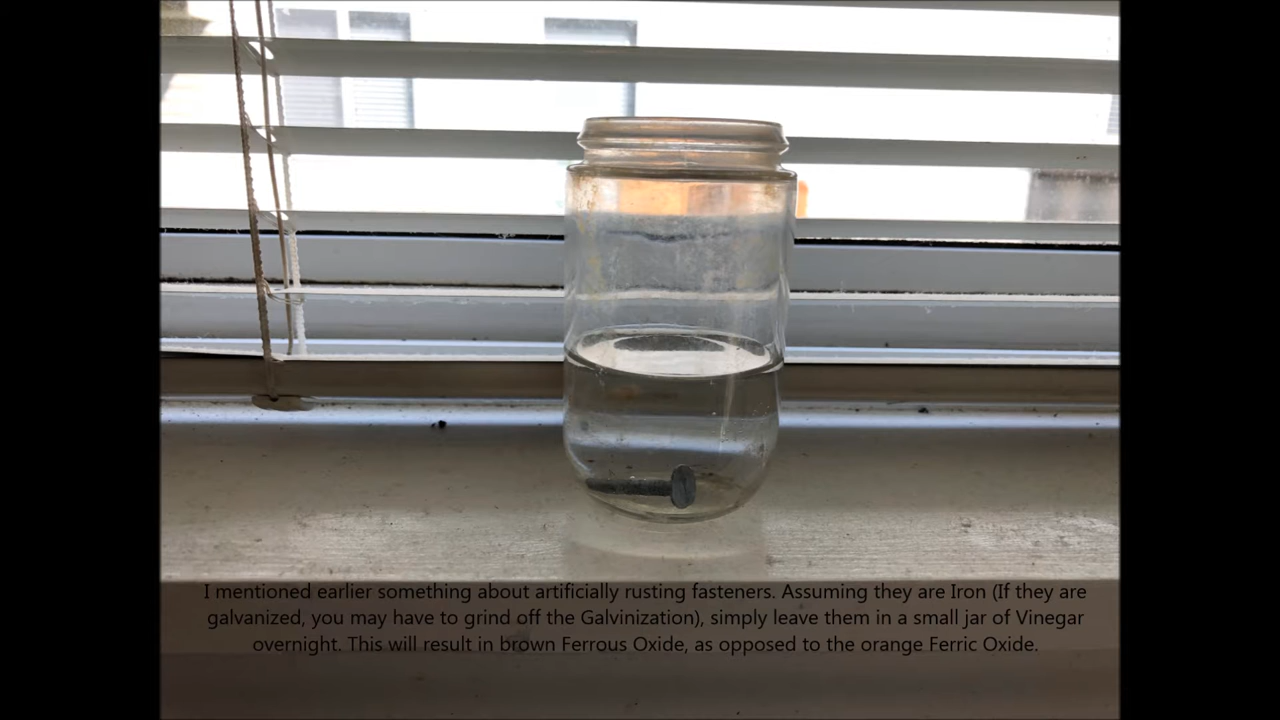 I mentioned earlier something about artificially rusting fasteners. Assuming they are Iron (If they are
galvanized, you may have to grind off the Galvinization), simply leave them in a small jar of Vinegar
overnight. This will result in brown Ferrous Oxide, as opposed to the orange Ferric Oxide.